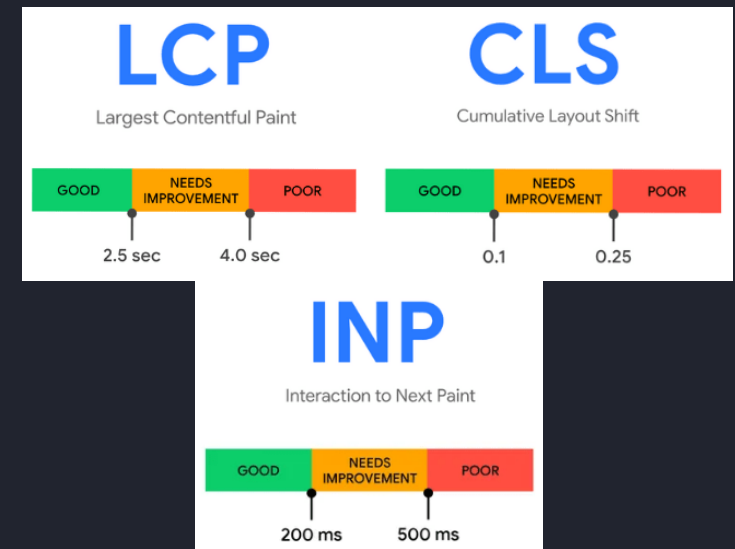 LCP
Largest Contentful Paint
GOOD
NEEDS
IMPROVEMENT
POOR
2.5 sec
4.0 sec
CLS
Cumulative Layout Shift
GOOD
NEEDS
IMPROVEMENT
POOR
0.1
0.25
INP
Interaction to Next Paint
GOOD
NEEDS
IMPROVEMENT
POOR
200 ms
500 ms